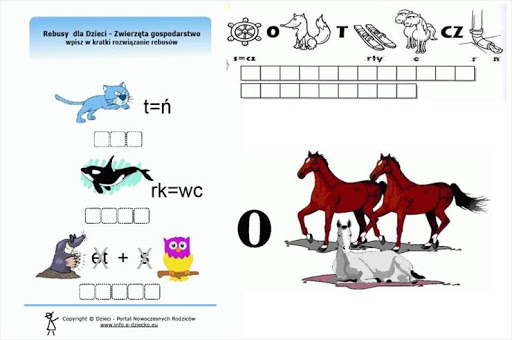 Rebusy dla Dzieci - Zwierzęta gospodarstwo
wpisz w kratki rozwiązanie rebusów
t=ń
rk=wc
et + s
Copyright © Dzieci - Portal Nowoczesnych Rodziców
www.info.e-dziecko.eu
O T CZ
s=cz rty e r n
O